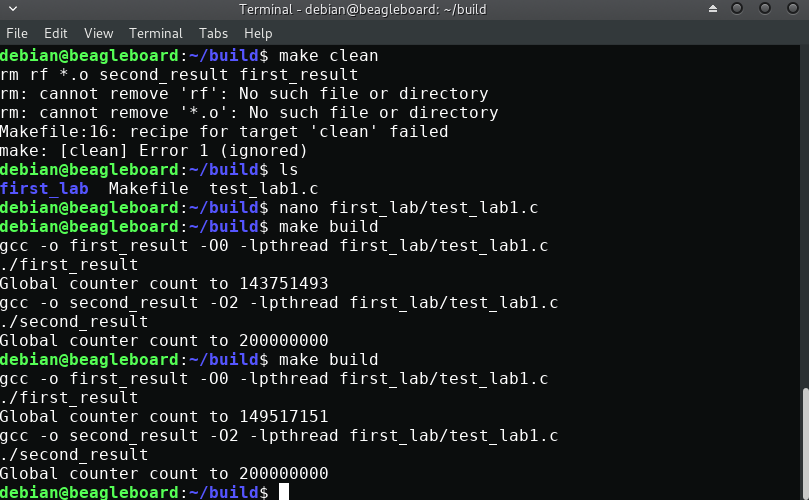 Terminal - debian@beagleboard: ~/build
File Edit View Terminal Tabs Help
debian@beagleboard:~/build$ make clean
rm rf *.o second_result first_result
rm: cannot remove 'rf': No such file or directory
rm: cannot remove '*.o': No such file or directory
Makefile:16: recipe for target 'clean' failed
make: [clean] Error 1 (ignored)
debian@beagleboard:~/build$ ls
first_lab  Makefile  test_lab1.c
debian@beagleboard:~/build$ nano first_lab/test_lab1.c
debian@beagleboard:~/build$ make build
gcc -o first_result -O0 -lpthread first_lab/test_lab1.c
./first_result
Global counter count to 143751493
gcc -o second_result -O2 -lpthread first_lab/test_lab1.c
./second_result
Global counter count to 200000000
debian@beagleboard:~/build$ make build
gcc -o first_result -O0 -lpthread first_lab/test_lab1.c
./first_result
Global counter count to 149517151
gcc -o second_result -O2 -lpthread first_lab/test_lab1.c
./second_result
Global counter count to 200000000
debian@beagleboard:~/build$